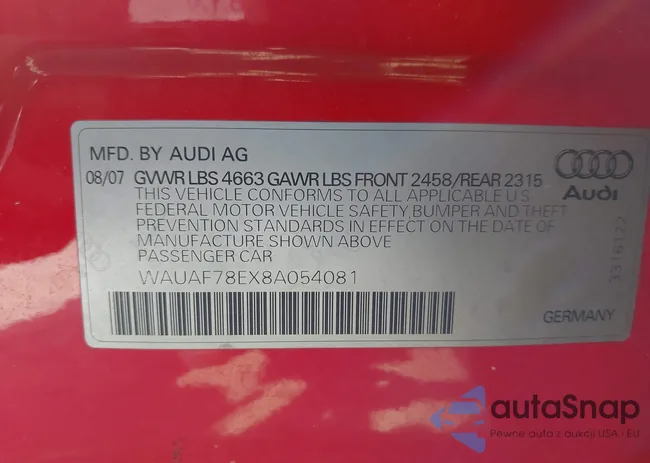 MFD. BY AUDI AG
08/07 GVWR LBS 4663 GAWR LBS FRONT 2458/REAR 2315
THIS VEHICLE CONFORMS TO ALL APPLICABLE U S
FEDERAL MOTOR VEHICLE SAFETY,BUMPER AND THEFT
PREVENTION STANDARDS IN EFFECT ON THE DATE OF
MANUFACTURE SHOWN ABOVE
PASSENGER CAR
WAUAF78EX8A054081
Audi
3316122
GERMANY
autaSnap
Pewne auta z aukcji USA - EU